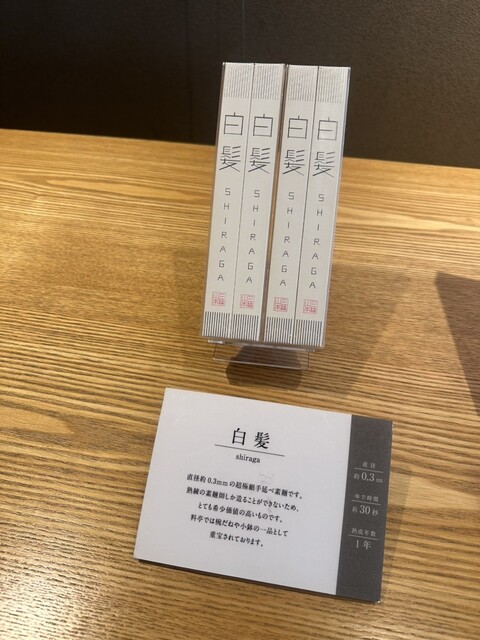 白髪
SHIRAGA
白髪
SHIRAGA
白髪
SHIRAGA
白髪
SHIRAGA
白髪
shiraga
直径約0.3mmの超極細手延べ素麺です。
熟練の素麺師しか造ることができないため、
とても希少価値の高いものです。
料亭では椀だねや小鉢の一品として
重宝されております。
直径
約0.3㎜
ゆで時間
約30秒
熟成年数
1年